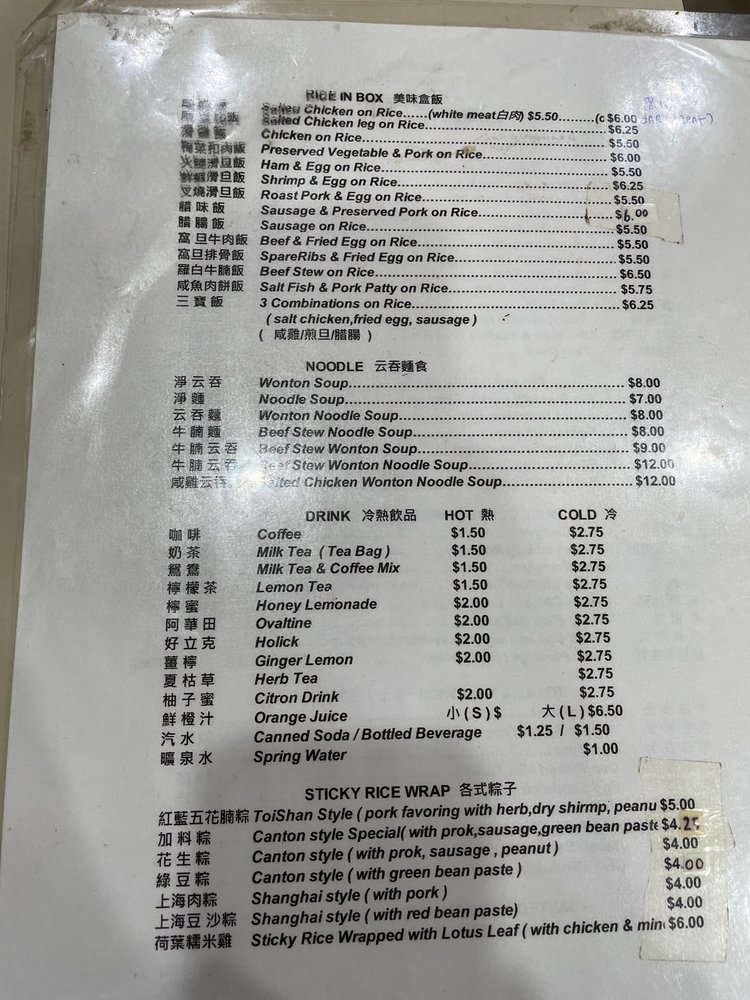 RICE IN BOX 美味盒飯
Salted Chicken on Rice......(white meat白肉) $5.50.........(c $6.00
Salted Chicken leg on Rice........ $6.25
滑雞飯 Chicken on Rice........ $5.50
梅菜扣肉飯 Preserved Vegetable & Pork on Rice........ $6.00
火腿滑旦飯 Ham & Egg on Rice........ $5.50
鮮蝦滑旦飯 Shrimp & Egg on Rice........ $6.25
叉燒滑旦飯 Roast Pork & Egg on Rice........ $5.50
腊味飯 Sausage & Preserved Pork on Rice........ $6.00
腊腸飯 Sausage on Rice........ $5.50
窩旦牛肉飯 Beef & Fried Egg on Rice........ $5.50
窩旦排骨飯 SpareRibs & Fried Egg on Rice........ $5.50
羅白牛腩飯 Beef Stew on Rice........ $6.50
咸魚肉餅飯 Salt Fish & Pork Patty on Rice........ $5.75
三寶飯 3 Combinations on Rice........ $6.25
( salt chicken,fried egg, sausage )
( 咸雞/煎旦/腊腸 )
NOODLE 云吞麵食
淨云吞 Wonton Soup........ $8.00
淨麵 Noodle Soup........ $7.00
云吞麵 Wonton Noodle Soup........ $8.00
牛腩麵 Beef Stew Noodle Soup........ $8.00
牛腩云吞 Beef Stew Wonton Soup........ $9.00
牛腩云吞 Beef Stew Wonton Noodle Soup........ $12.00
咸雞云吞 Salted Chicken Wonton Noodle Soup........ $12.00
DRINK 冷熱飲品 HOT 熱 COLD 冷
咖啡 Coffee $1.50 $2.75
奶茶 Milk Tea ( Tea Bag ) $1.50 $2.75
鴛鴦 Milk Tea & Coffee Mix $1.50 $2.75
檸檬茶 Lemon Tea $1.50 $2.75
檸蜜 Honey Lemonade $2.00 $2.75
阿華田 Ovaltine $2.00 $2.75
好立克 Holick $2.00 $2.75
薑檸 Ginger Lemon $2.00 $2.75
夏枯草 Herb Tea $2.75
柚子蜜 Citron Drink $2.00 $2.75
鮮橙汁 Orange Juice 小 ( S ) $ 大 ( L ) $6.50
汽水 Canned Soda / Bottled Beverage $1.25 / $1.50
曠泉水 Spring Water $1.00
STICKY RICE WRAP 各式粽子
紅藍五花腩粽 ToiShan Style ( pork favoring with herb,dry shirmp, peanu $5.00
加料粽 Canton style Special( with prok,sausage,green bean paste $4.25
花生粽 Canton style ( with prok, sausage , peanut ) $4.00
綠豆粽 Canton style ( with green bean paste ) $4.00
上海肉粽 Shanghai style ( with pork ) $4.00
上海豆沙粽 Shanghai style ( with red bean paste) $4.00
荷葉糯米雞 Sticky Rice Wrapped with Lotus Leaf ( with chicken & min $6.00